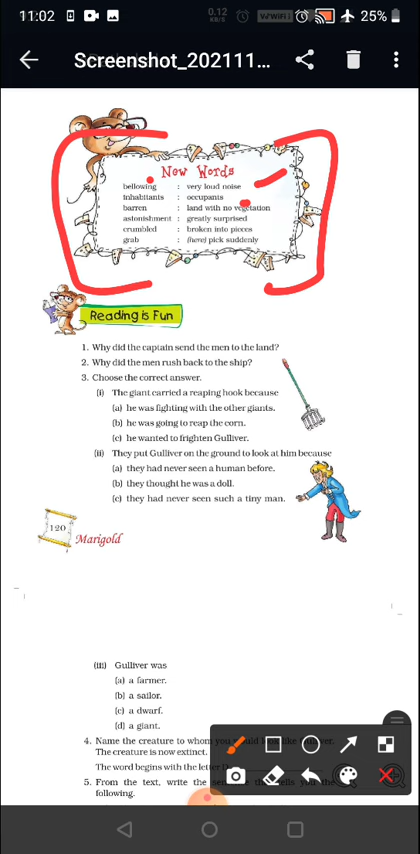 11:02
0.12
KB/S
VoWiFi
25%
Screenshot_202111...
New Words
bellowing : very loud noise
inhabitants : occupants
barren : land with no vegetation
astonishment : greatly surprised
crumbled : broken into pieces
grab : (here) pick suddenly
Reading is Fun
1. Why did the captain send the men to the land?
2. Why did the men rush back to the ship?
3. Choose the correct answer.
(i) The giant carried a reaping hook because
(a) he was fighting with the other giants.
(b) he was going to reap the corn.
(c) he wanted to frighten Gulliver.
(ii) They put Gulliver on the ground to look at him because
(a) they had never seen a human before.
(b) they thought he was a doll.
(c) they had never seen such a tiny man.
120
Marigold
(iii) Gulliver was
(a) a farmer.
(b) a sailor.
(c) a dwarf.
(d) a giant.
4. Name the creature to whom you
The creature is now extinct.
The word begins with the letter
5. From the text, write the
following.